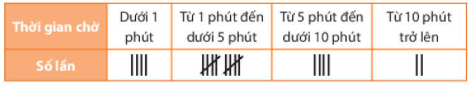 Thời gian chờ
Dưới 1 phút
Từ 1 phút đến dưới 5 phút
Từ 5 phút đến dưới 10 phút
Từ 10 phút trở lên
Số lần